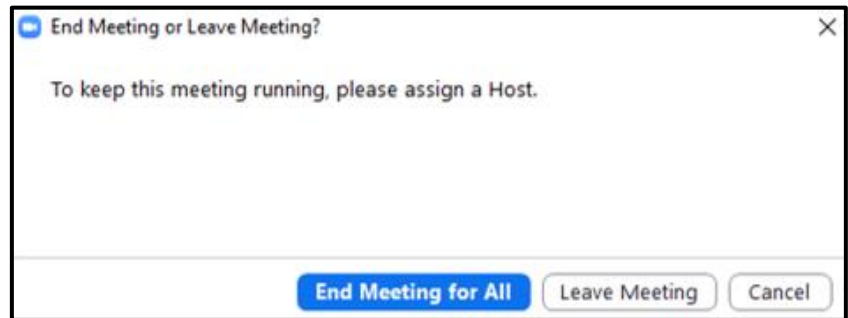 End Meeting or Leave Meeting?
To keep this meeting running, please assign a Host.
End Meeting for All Leave Meeting Cancel